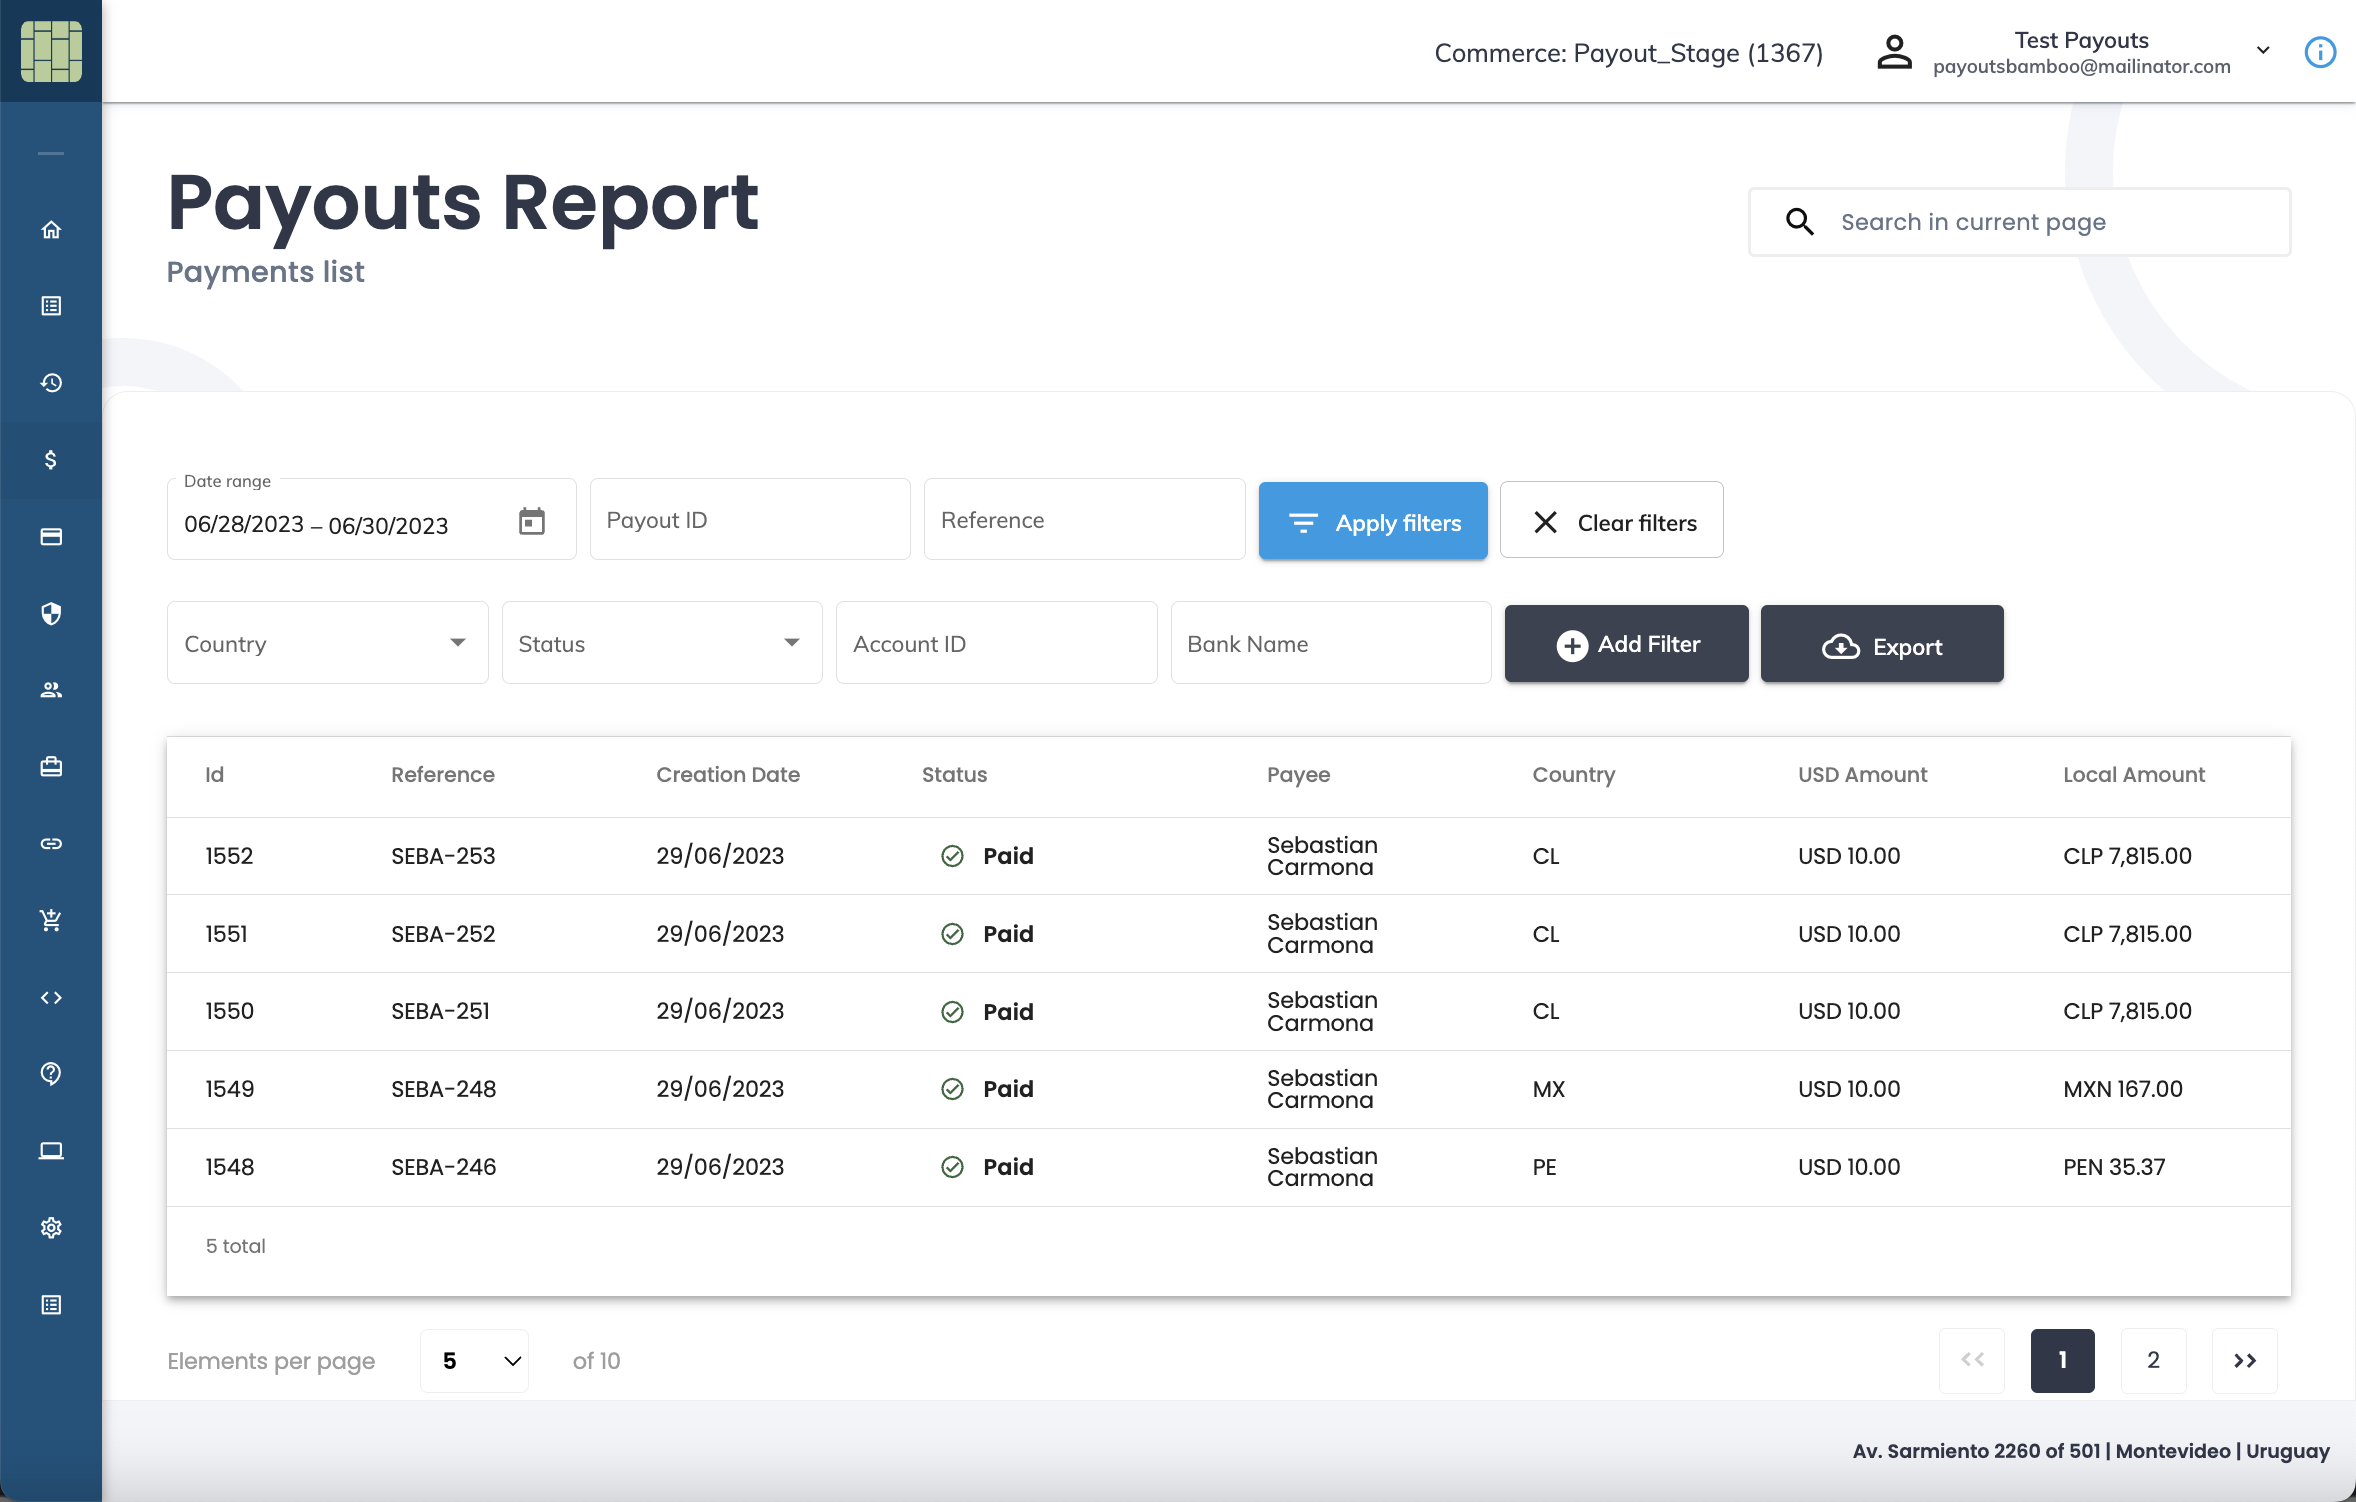 Commerce: Payout_Stage (1367)
Test Payouts
payoutsbamboo@mailinator.com
Payouts Report
Payments list
Search in current page
Date range
06/28/2023 – 06/30/2023
Payout ID
Reference
Apply filters
Clear filters
Country
Status
Account ID
Bank Name
Add Filter
Export
Id Reference Creation Date Status Payee Country USD Amount Local Amount
1552 SEBA-253 29/06/2023 Paid Sebastian Carmona CL USD 10.00 CLP 7,815.00
1551 SEBA-252 29/06/2023 Paid Sebastian Carmona CL USD 10.00 CLP 7,815.00
1550 SEBA-251 29/06/2023 Paid Sebastian Carmona CL USD 10.00 CLP 7,815.00
1549 SEBA-248 29/06/2023 Paid Sebastian Carmona MX USD 10.00 MXN 167.00
1548 SEBA-246 29/06/2023 Paid Sebastian Carmona PE USD 10.00 PEN 35.37
5 total
Elements per page 5 of 10
<< 1 2 >>
Av. Sarmiento 2260 of 501 | Montevideo | Uruguay